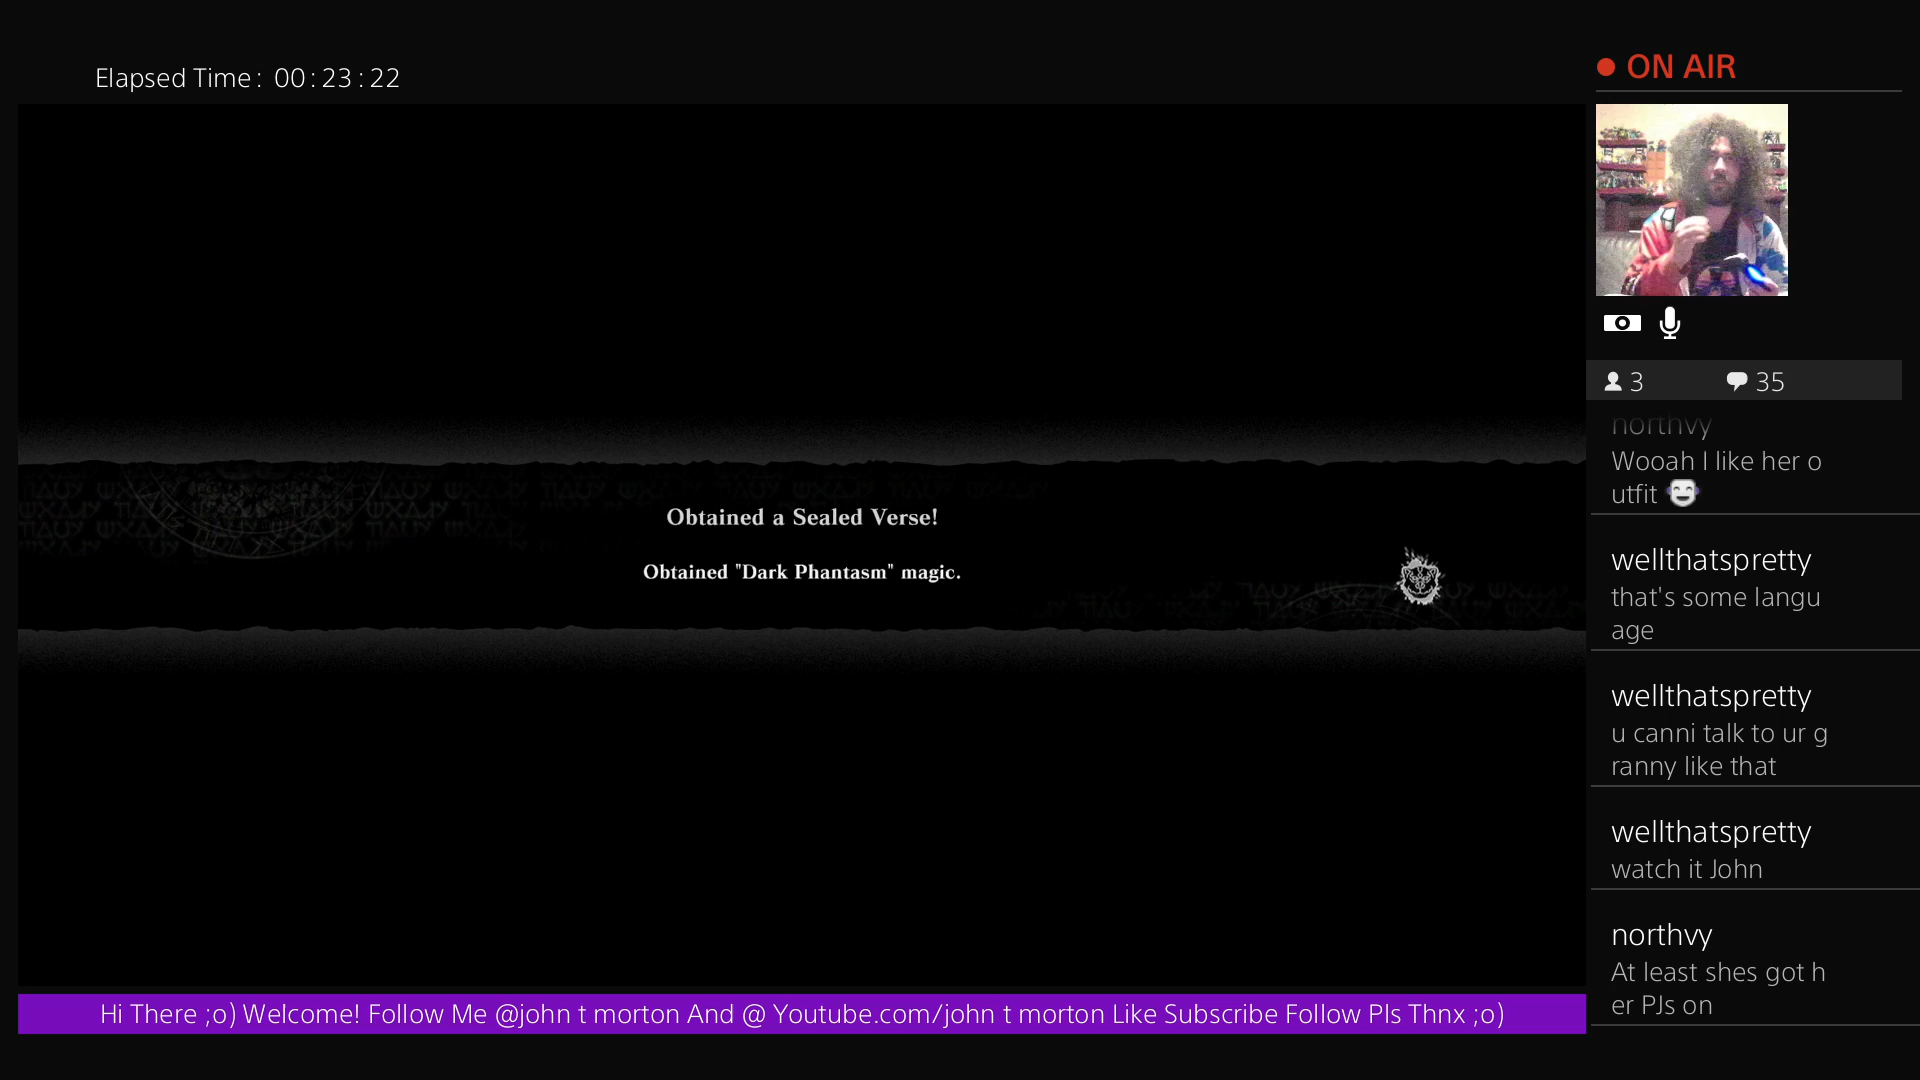 Elapsed Time: 00:23:22
ON AIR
3
35
northvy
Wooah I like her o
utfit
wellthatspretty
that's some langu
age
wellthatspretty
u canni talk to ur g
ranny like that
wellthatspretty
watch it John
northvy
At least shes got h
er PJs on
Obtained a Sealed Verse!
Obtained "Dark Phantasm" magic.
Hi There ;o) Welcome! Follow Me @john t morton And @ Youtube.com/john t morton Like Subscribe Follow Pls Thnx ;o)